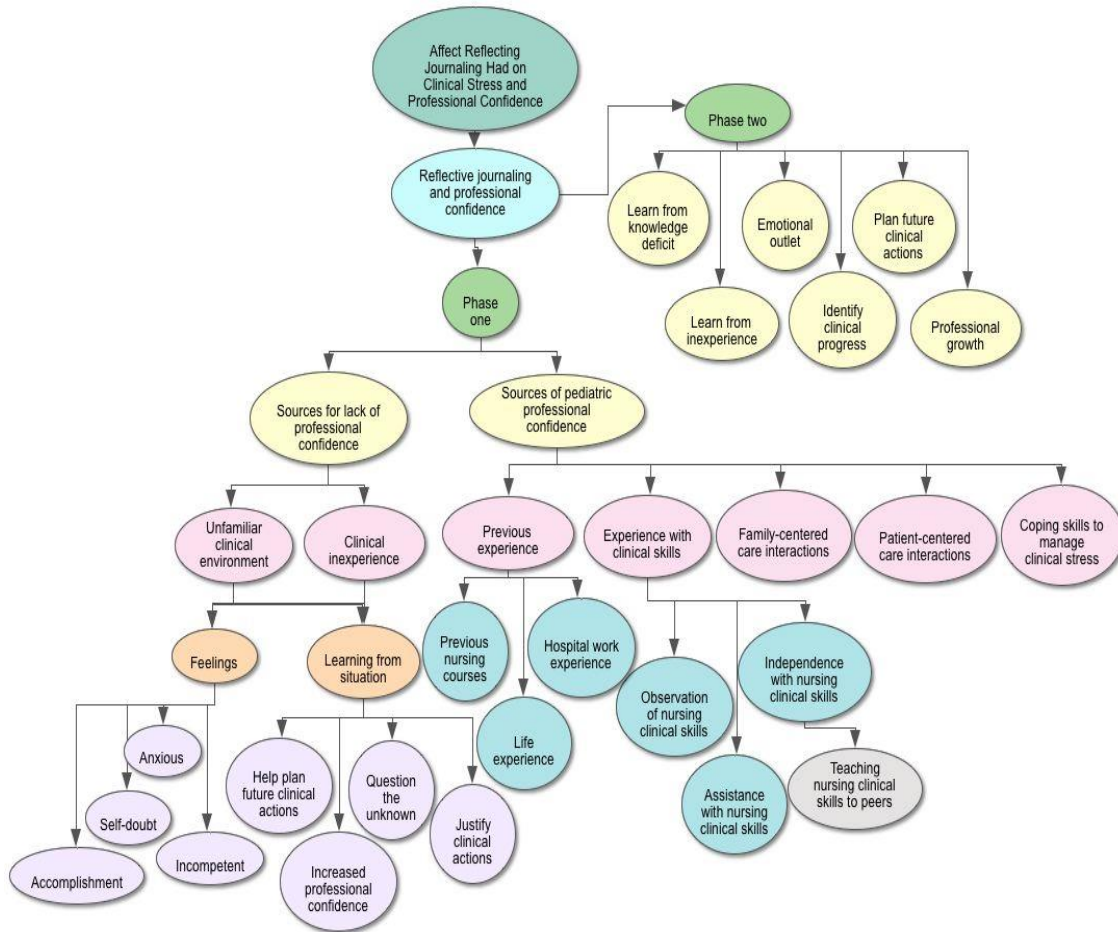 Affect Reflecting
Journaling Had on
Clinical Stress and
Professional Confidence
Phase two
Reflective journaling
and professional
confidence
Learn from
knowledge
deficit
Emotional
outlet
Plan future
clinical
actions
Learn from
inexperience
Identify
clinical
progress
Professional
growth
Phase
one
Sources for lack of
professional
confidence
Sources of pediatric
professional
confidence
Unfamiliar
clinical
environment
Clinical
inexperience
Previous
experience
Experience with
clinical skills
Family-centered
care interactions
Patient-centered
care interactions
Coping skills to
manage
clinical stress
Feelings
Learning from
situation
Previous
nursing
courses
Hospital work
experience
Life
experience
Observation
of nursing
clinical skills
Independence
with nursing
clinical skills
Assistance
with nursing
clinical skills
Teaching
nursing clinical
skills to peers
Anxious
Self-doubt
Accomplishment
Incompetent
Help plan
future clinical
actions
Question
the
unknown
Increased
professional
confidence
Justify
clinical
actions